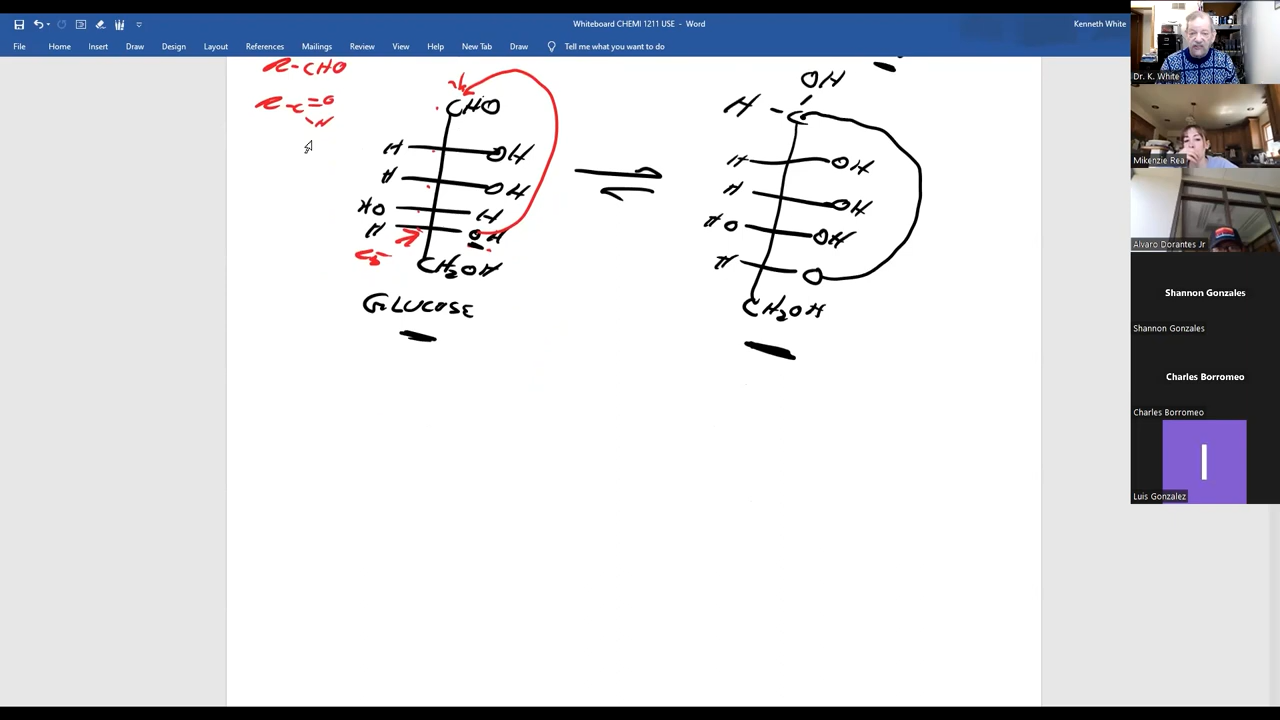 Whiteboard CHEMI 1211 USE - Word
Kenneth White
File Home Insert Draw Design Layout References Mailings Review View Help New Tab Draw Tell me what you want to do
R-CHO
R-C=O
-H
CHO
H OH
H OH
HO H
H OH
C5
CH2OH
GLUCOSE
OH
H - C
H OH
H OH
HO OH
H O
CH2OH
Dr. K. White
Mikenzie Rea
Alvaro Dorantes Jr
Shannon Gonzales
Shannon Gonzales
Charles Borromeo
Charles Borromeo
I
Luis Gonzalez